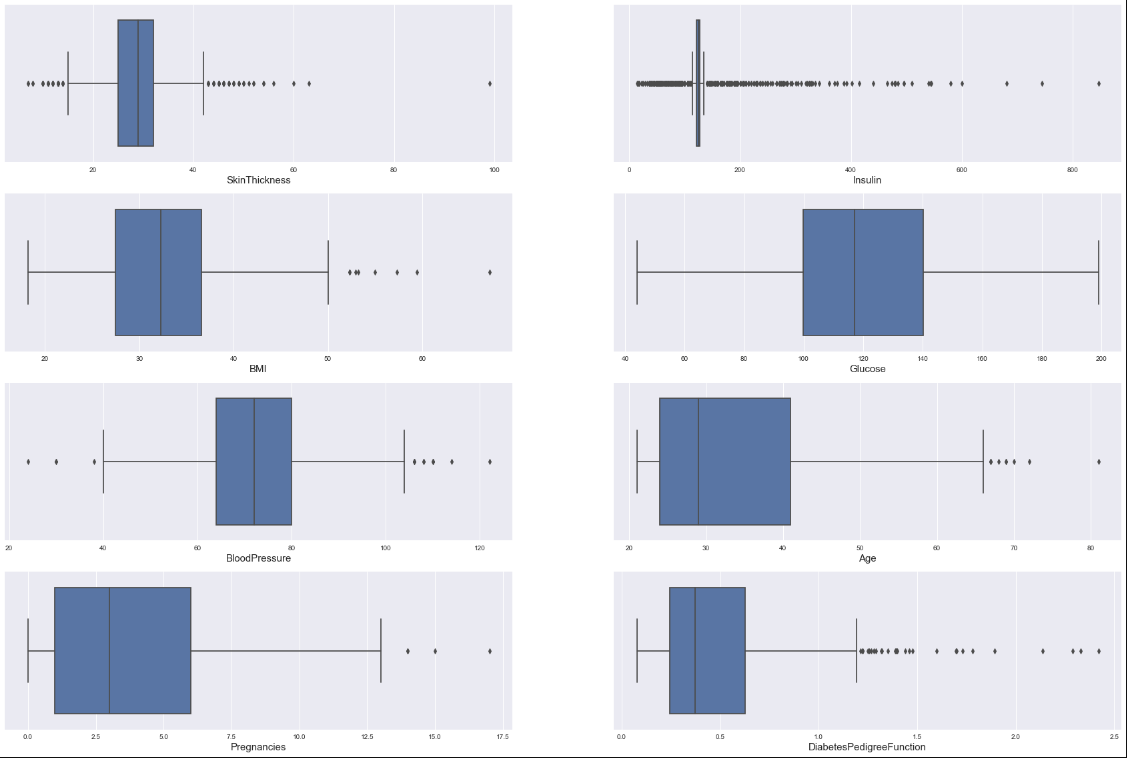 20 40 60 80 100
SkinThickness
0 200 400 600 800
Insulin
20 30 40 50 60
BMI
40 60 80 100 120 140 160 180 200
Glucose
20 40 60 80 100 120
BloodPressure
20 30 40 50 60 70 80
Age
0.0 2.5 5.0 7.5 10.0 12.5 15.0 17.5
Pregnancies
0.0 0.5 1.0 1.5 2.0 2.5
DiabetesPedigreeFunction